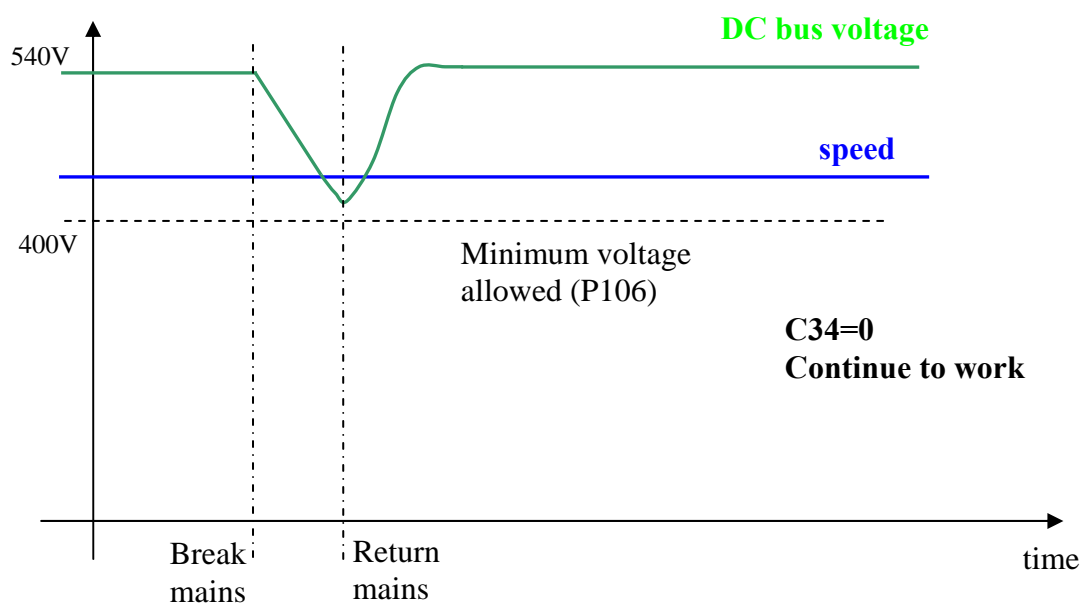 DC bus voltage
540V
speed
400V
Minimum voltage
allowed (P106)
C34=0
Continue to work
Break
mains
Return
mains
time